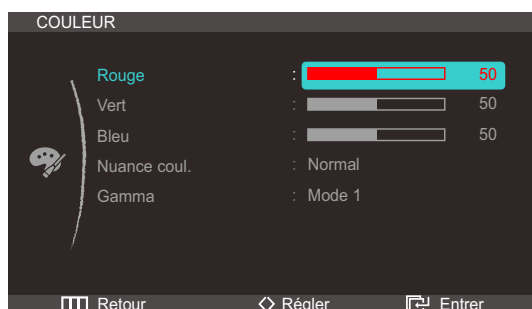 COULEUR
Rouge : 50
Vert : 50
Bleu : 50
Nuance coul. : Normal
Gamma : Mode 1
Retour Régler Entrer